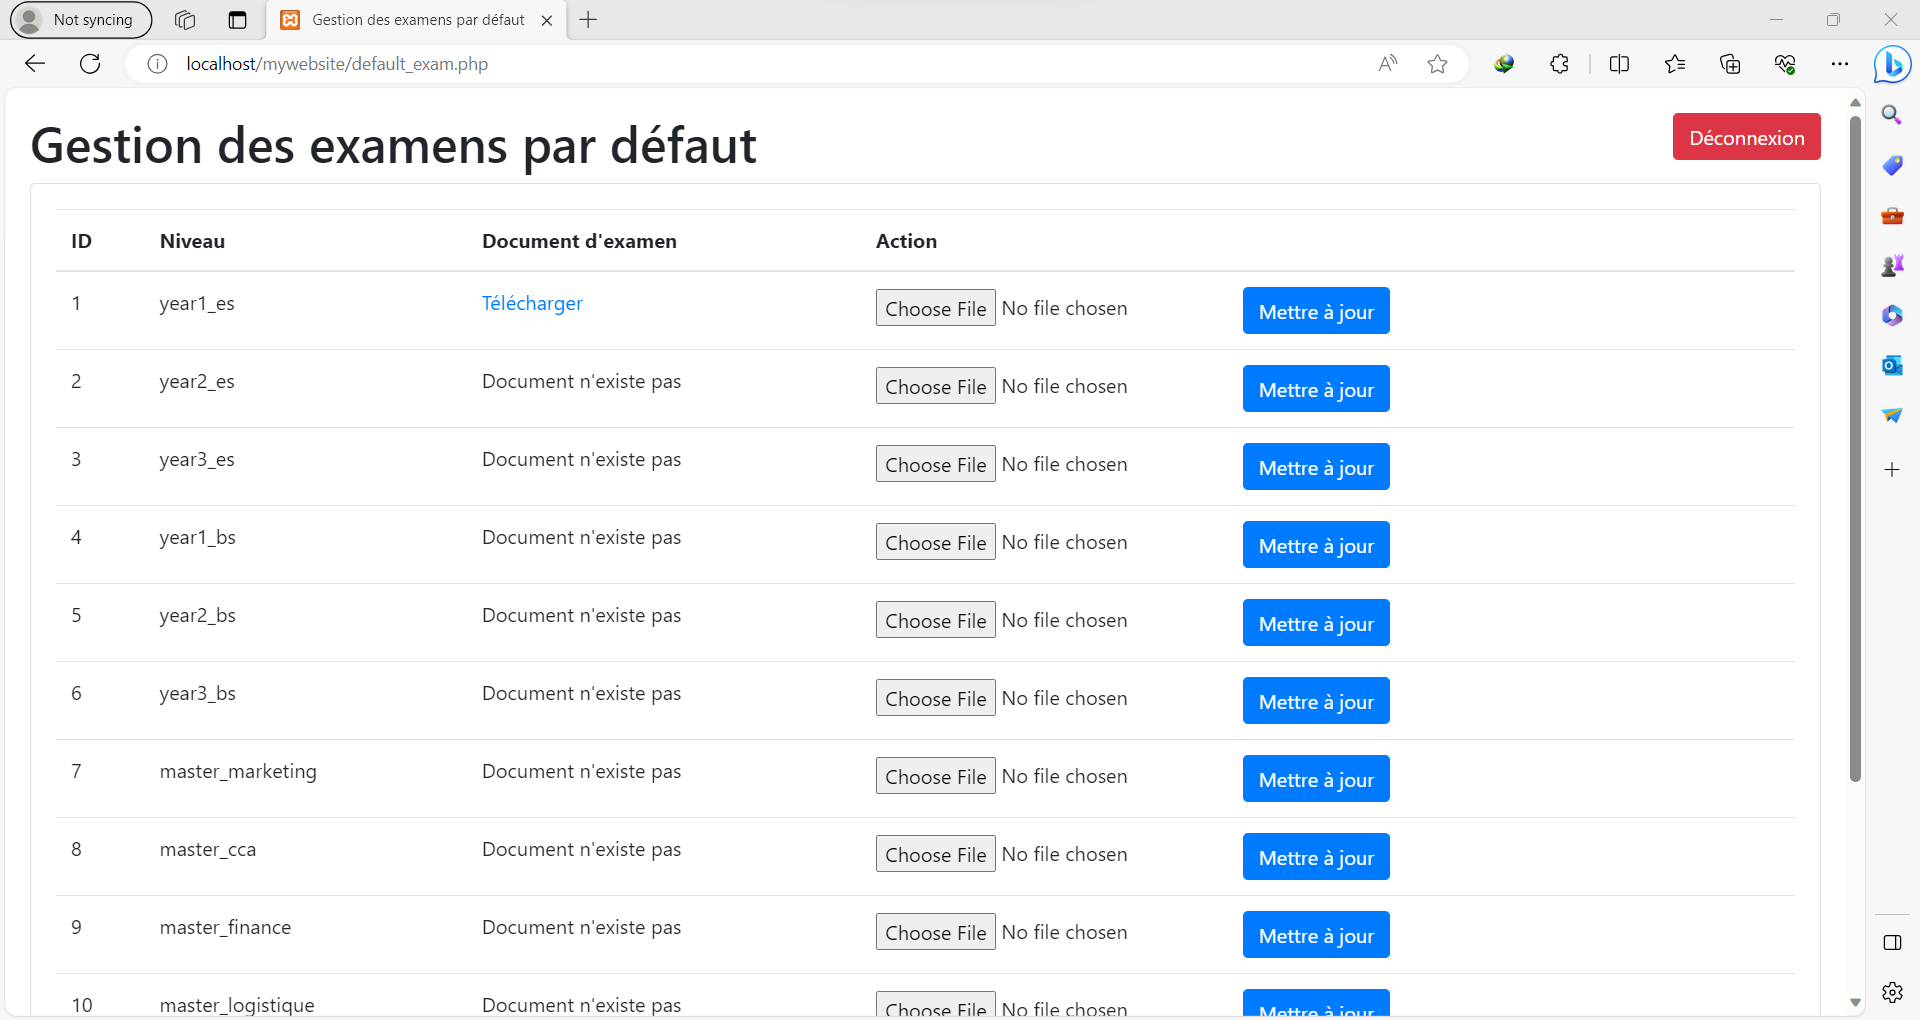 Not syncing
Gestion des examens par défaut
localhost/mywebsite/default_exam.php
Gestion des examens par défaut
Déconnexion
ID Niveau Document d'examen Action
1 year1_es Télécharger Choose File No file chosen Mettre à jour
2 year2_es Document n'existe pas Choose File No file chosen Mettre à jour
3 year3_es Document n'existe pas Choose File No file chosen Mettre à jour
4 year1_bs Document n'existe pas Choose File No file chosen Mettre à jour
5 year2_bs Document n'existe pas Choose File No file chosen Mettre à jour
6 year3_bs Document n'existe pas Choose File No file chosen Mettre à jour
7 master_marketing Document n'existe pas Choose File No file chosen Mettre à jour
8 master_cca Document n'existe pas Choose File No file chosen Mettre à jour
9 master_finance Document n'existe pas Choose File No file chosen Mettre à jour
10 master_logistique Document n'existe pas Choose File No file chosen Mettre à jour